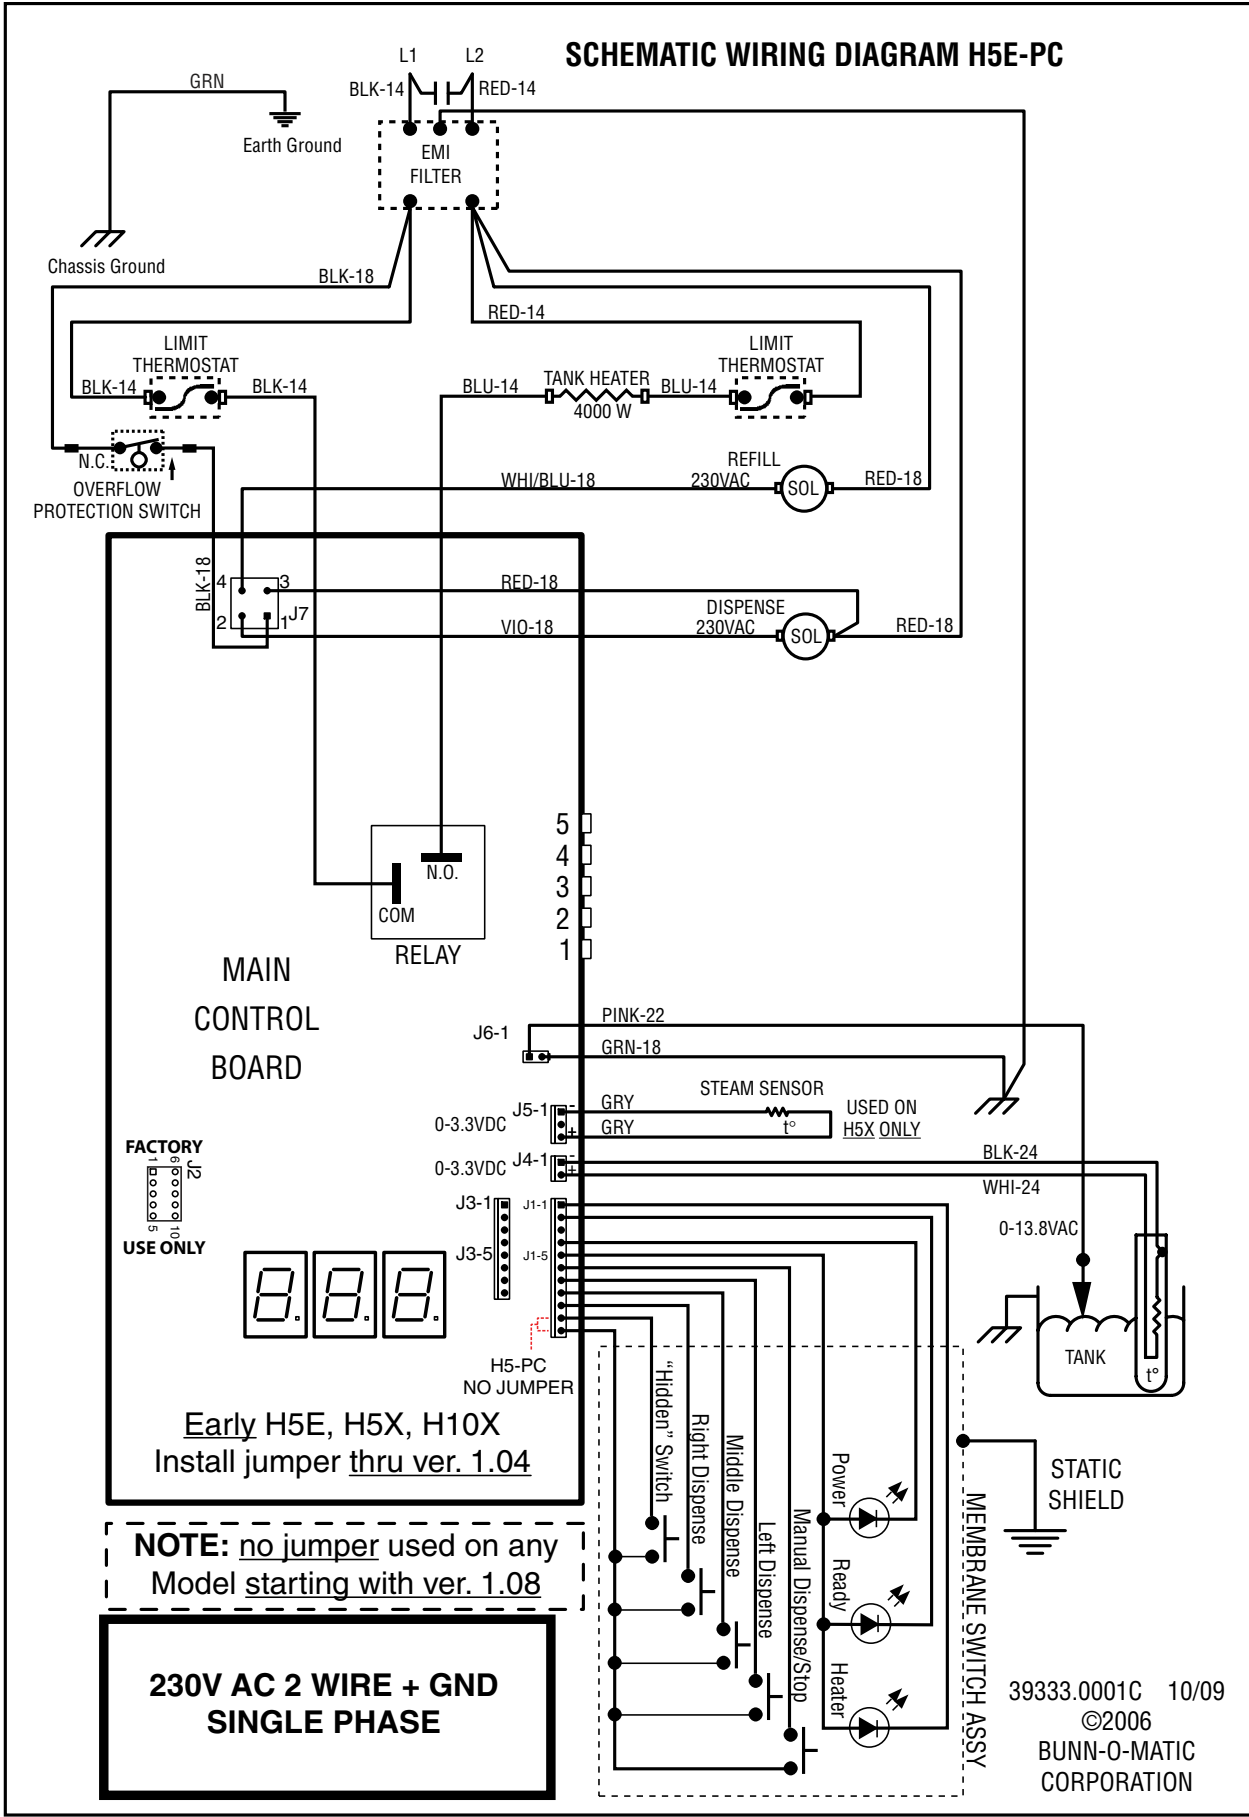 SCHEMATIC WIRING DIAGRAM H5E-PC
L1
L2
BLK-14
RED-14
GRN
Earth Ground
EMI
FILTER
Chassis Ground
BLK-18
RED-14
LIMIT
THERMOSTAT
LIMIT
THERMOSTAT
BLK-14
BLK-14
BLU-14
TANK HEATER
4000 W
BLU-14
N.C.
OVERFLOW
PROTECTION SWITCH
WHI/BLU-18
REFILL
230VAC
SOL
RED-18
BLK-18
4
3
2
1
J7
RED-18
VIO-18
DISPENSE
230VAC
SOL
RED-18
5
4
3
2
1
N.O.
COM
RELAY
MAIN
CONTROL
BOARD
J6-1
PINK-22
GRN-18
0-3.3VDC
J5-1
-
+
GRY
GRY
STEAM SENSOR
t°
USED ON
H5X ONLY
0-3.3VDC
J4-1
-
+
BLK-24
WHI-24
FACTORY
1
6
J2
5
10
USE ONLY
J3-1
J3-5
J1-1
J1-5
0-13.8VAC
TANK
t°
8.8.8.
H5-PC
NO JUMPER
Early H5E, H5X, H10X
Install jumper thru ver. 1.04
"Hidden" Switch
Right Dispense
Middle Dispense
Left Dispense
Manual Dispense/Stop
Power
Ready
Heater
MEMBRANE SWITCH ASSY
STATIC
SHIELD
NOTE: no jumper used on any
Model starting with ver. 1.08
230V AC 2 WIRE + GND
SINGLE PHASE
39333.0001C 10/09
©2006
BUNN-O-MATIC
CORPORATION